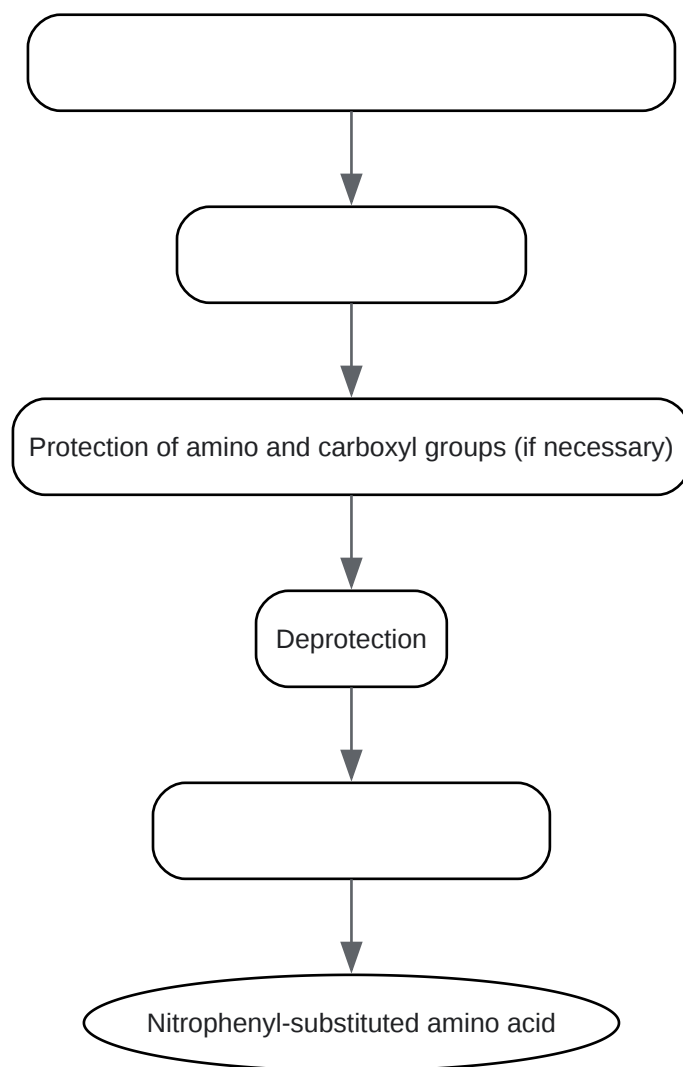 Protection of amino and carboxyl groups (if necessary)
Deprotection
Nitrophenyl-substituted amino acid